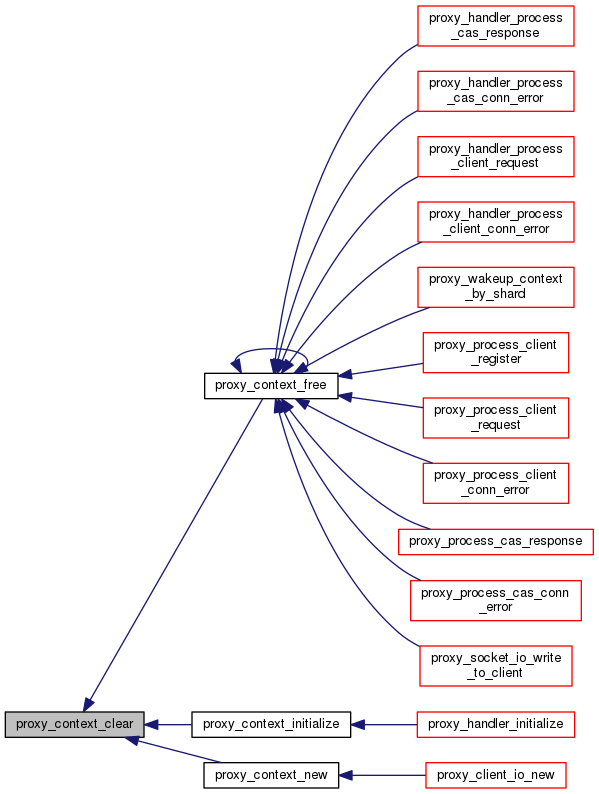 proxy_handler_process
_cas_response
proxy_handler_process
_cas_conn_error
proxy_handler_process
_client_request
proxy_handler_process
_client_conn_error
proxy_wakeup_context
_by_shard
proxy_process_client
_register
proxy_context_free
proxy_process_client
_request
proxy_process_client
_conn_error
proxy_process_cas_response
proxy_process_cas_conn
_error
proxy_socket_io_write
_to_client
proxy_context_clear
proxy_context_initialize
proxy_handler_initialize
proxy_context_new
proxy_client_io_new